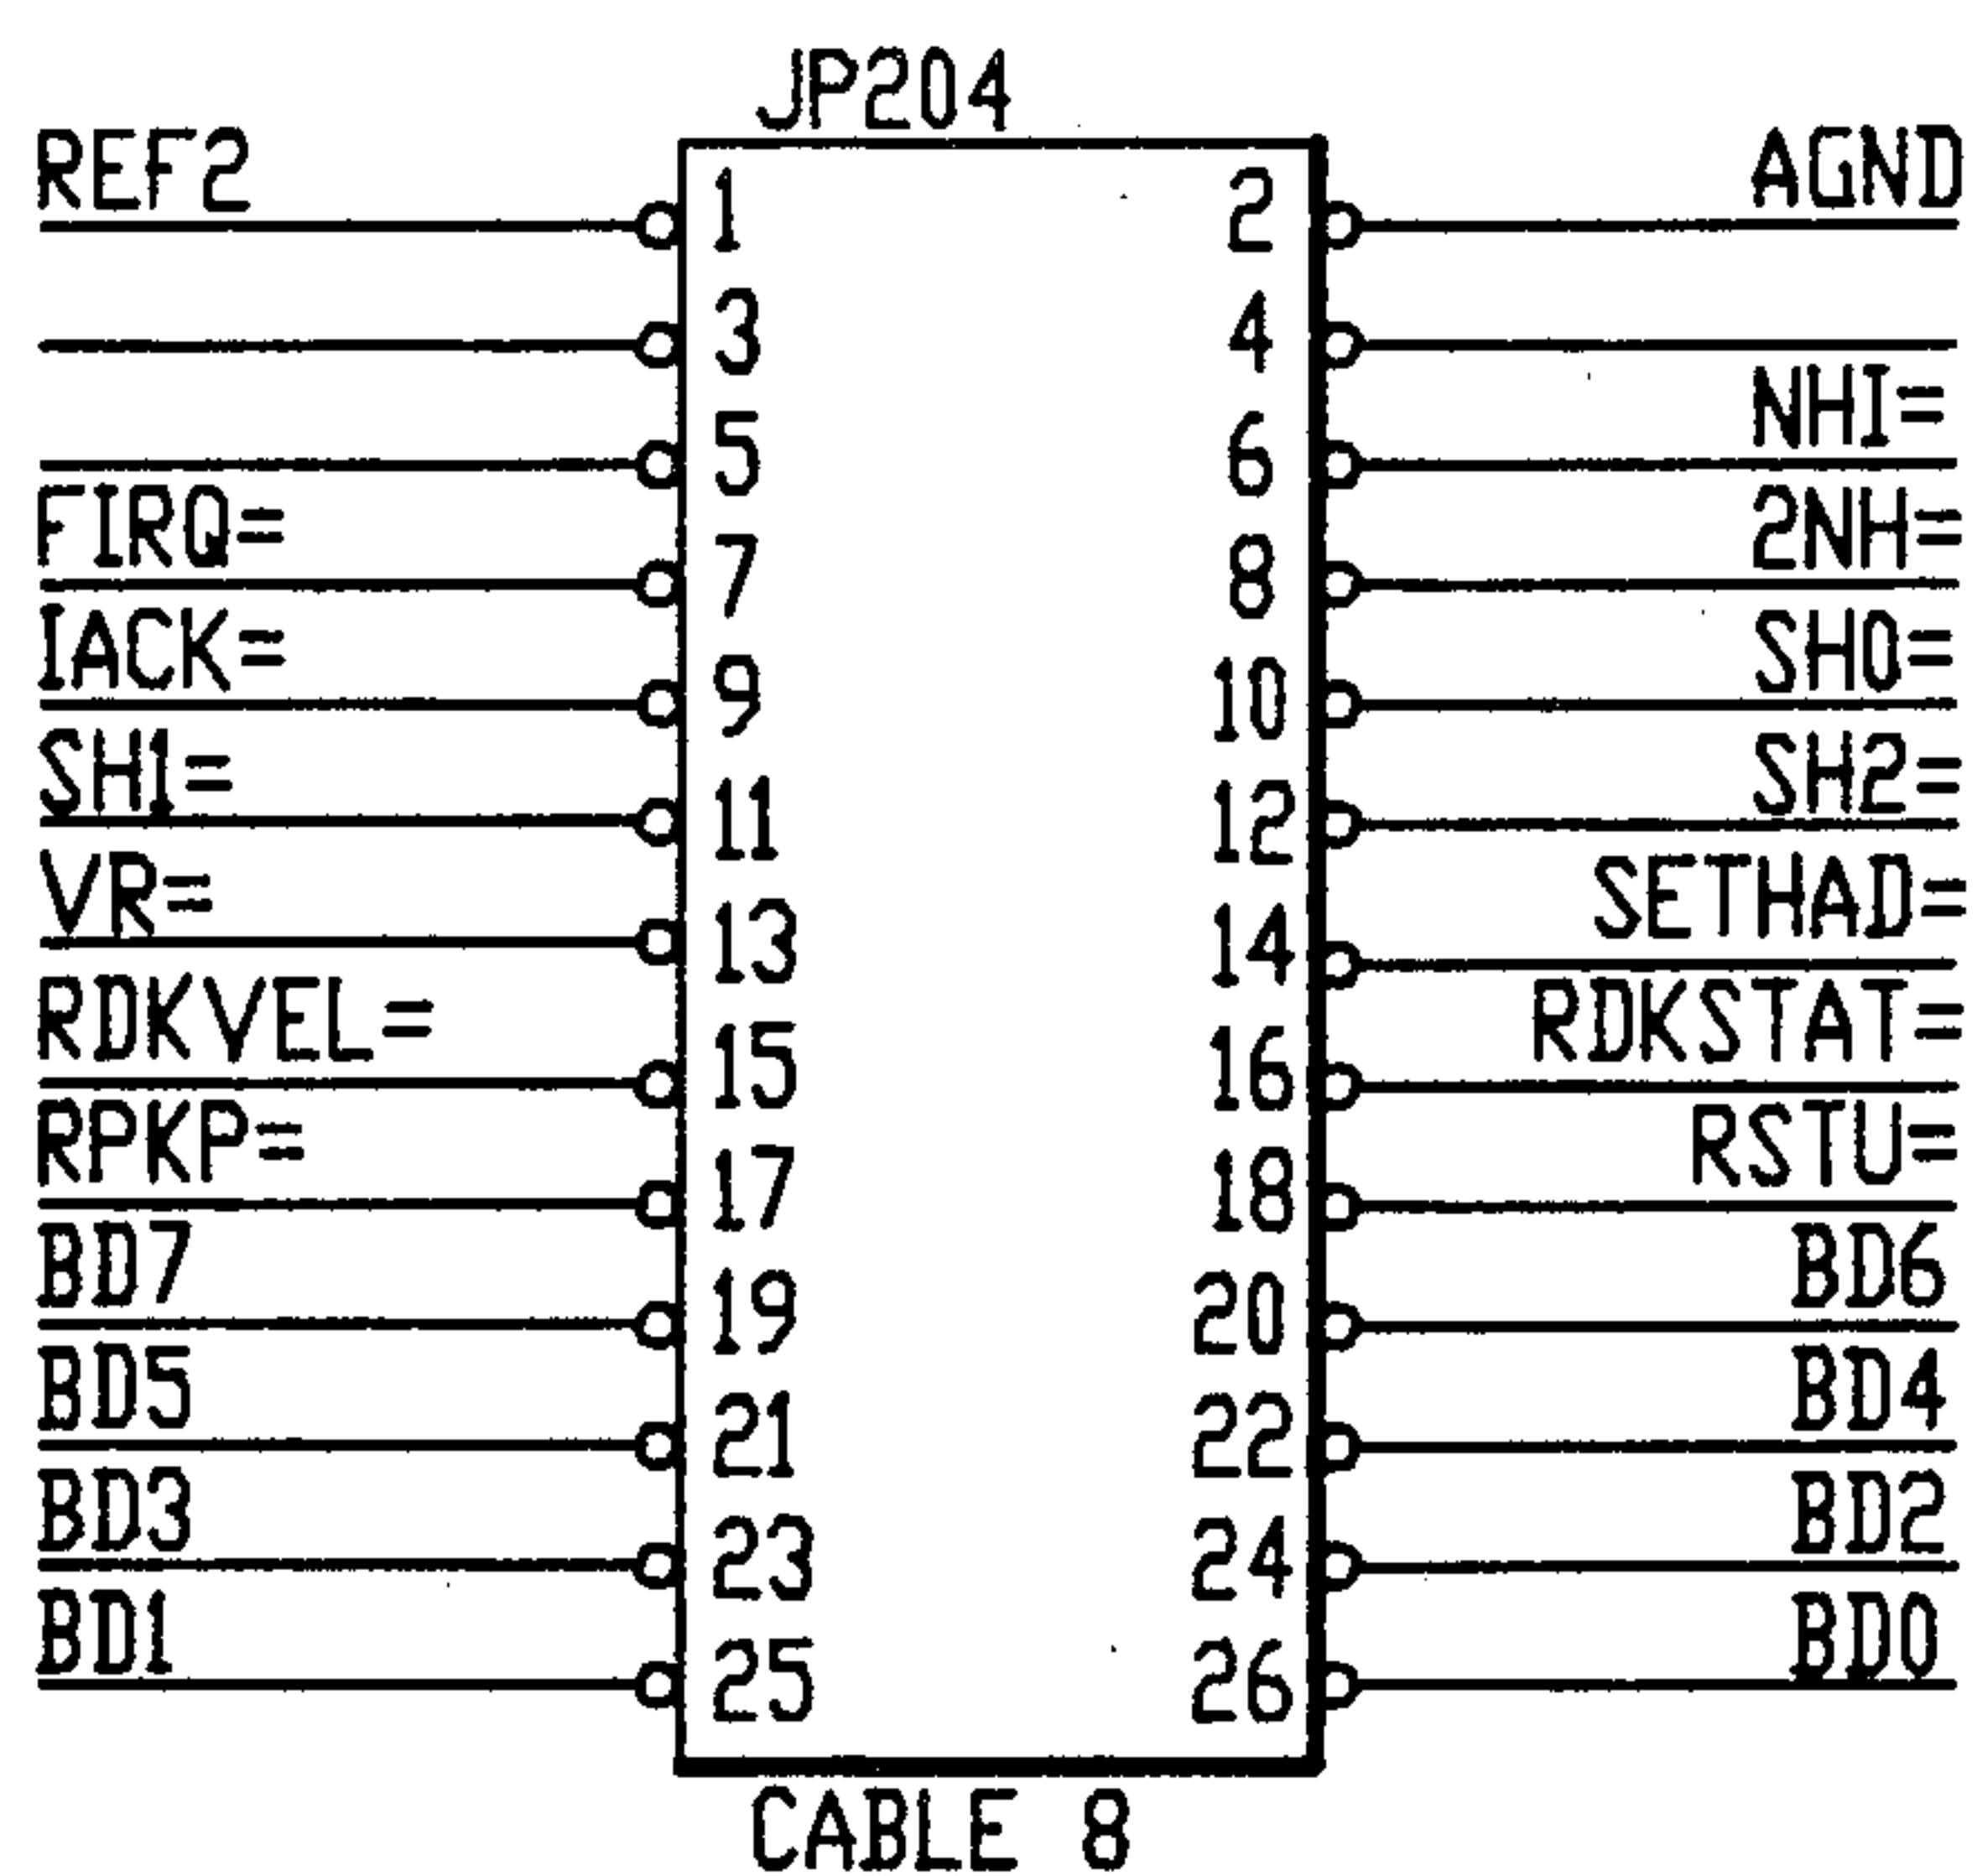 JP204
REF2 1 2 AGND
3 4
5 6 NHI=
FIRQ= 7 8 2NH=
IACK= 9 10 SH0=
SH1= 11 12 SH2=
VR= 13 14 SETHAD=
RDKVEL= 15 16 RDKSTAT=
RPKP= 17 18 RSTU=
BD7 19 20 BD6
BD5 21 22 BD4
BD3 23 24 BD2
BD1 25 26 BD0
CABLE 8